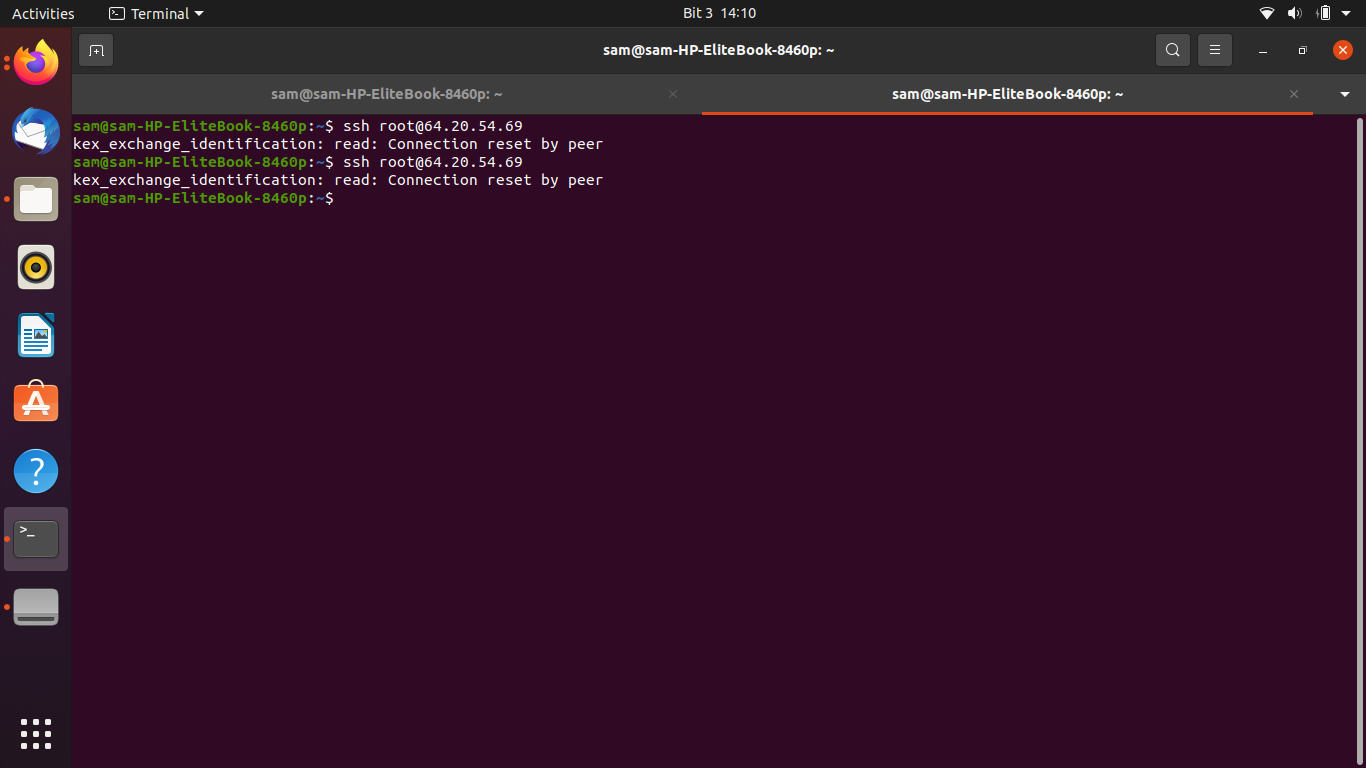 Activities
Terminal
Bit 3 14:10
sam@sam-HP-EliteBook-8460p: ~
sam@sam-HP-EliteBook-8460p: ~
sam@sam-HP-EliteBook-8460p: ~
sam@sam-HP-EliteBook-8460p:~$ ssh root@64.20.54.69
kex_exchange_identification: read: Connection reset by peer
sam@sam-HP-EliteBook-8460p:~$ ssh root@64.20.54.69
kex_exchange_identification: read: Connection reset by peer
sam@sam-HP-EliteBook-8460p:~$